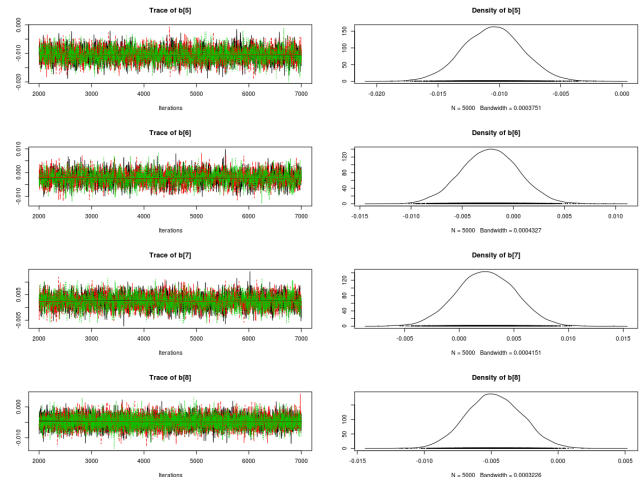 Trace of b[5]
0.000
-0.010
-0.020
2000 3000 4000 5000 6000 7000
Iterations
Density of b[5]
150
100
50
0
-0.020 -0.015 -0.010 -0.005 0.000
N = 5000 Bandwidth = 0.0003751
Trace of b[6]
0.010
0.000
-0.010
2000 3000 4000 5000 6000 7000
Iterations
Density of b[6]
120
80
40
0
-0.015 -0.010 -0.005 0.000 0.005 0.010
N = 5000 Bandwidth = 0.0004327
Trace of b[7]
0.005
-0.005
2000 3000 4000 5000 6000 7000
Iterations
Density of b[7]
120
80
40
0
-0.005 0.000 0.005 0.010 0.015
N = 5000 Bandwidth = 0.0004151
Trace of b[8]
0.000
-0.010
2000 3000 4000 5000 6000 7000
Iterations
Density of b[8]
150
100
50
0
-0.015 -0.010 -0.005 0.000 0.005
N = 5000 Bandwidth = 0.0003226